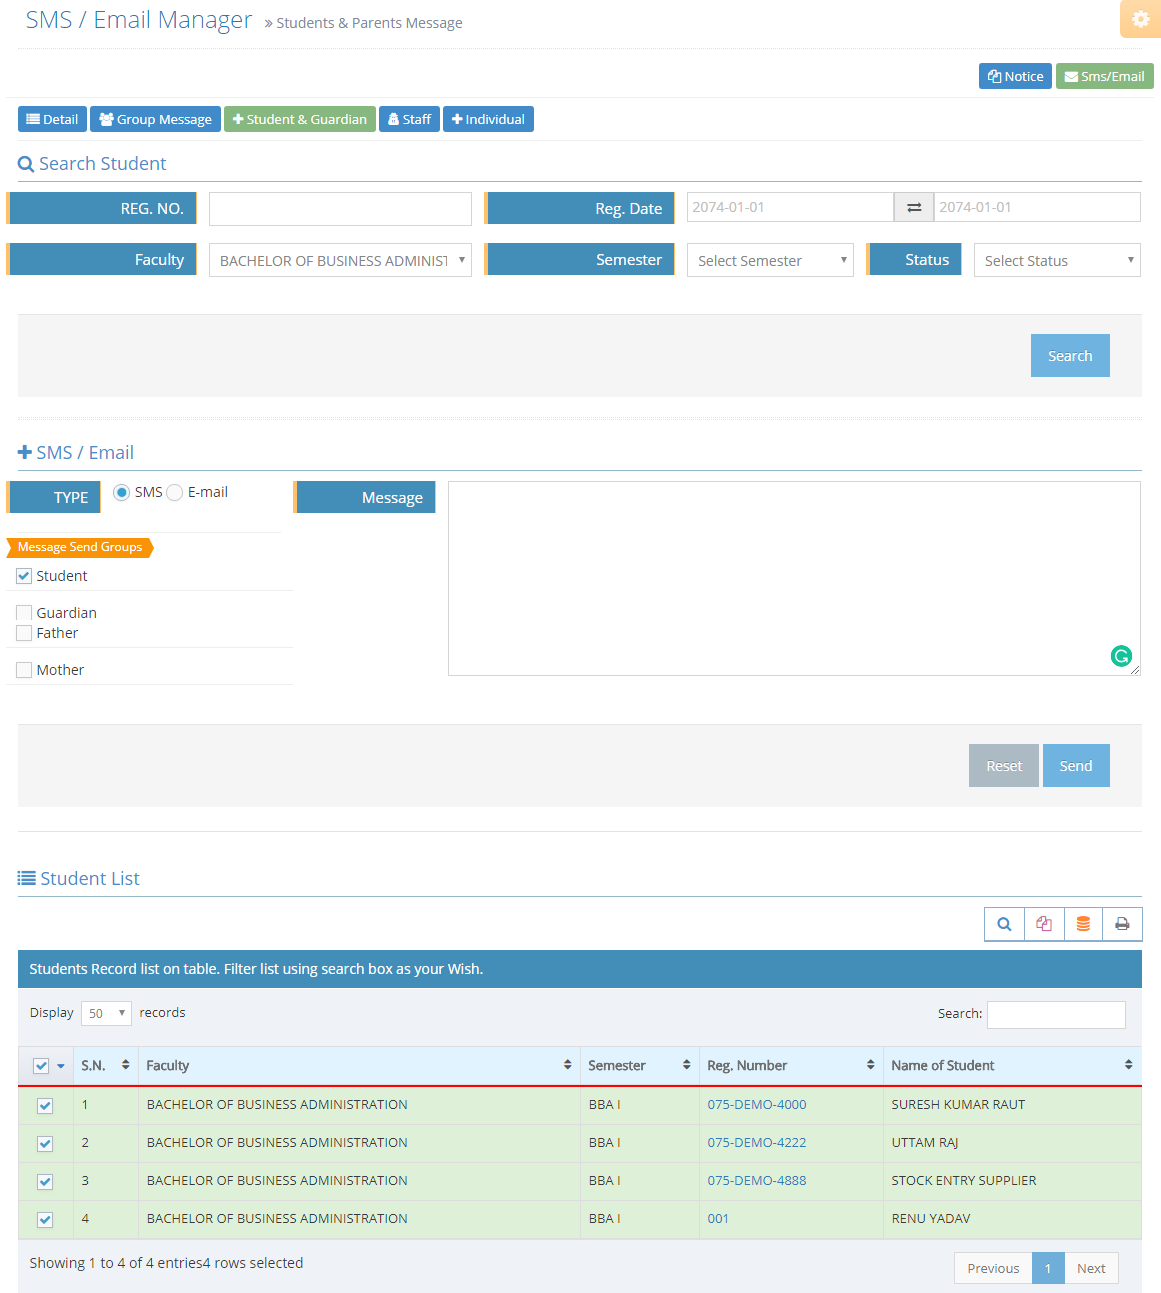 SMS / Email Manager » Students & Parents Message
Notice Sms/Email
Detail Group Message Student & Guardian Staff Individual
Search Student
REG. NO. Reg. Date 2074-01-01 2074-01-01
Faculty BACHELOR OF BUSINESS ADMINIST Semester Select Semester Status Select Status
Search
SMS / Email
TYPE SMS E-mail Message
Message Send Groups
Student
Guardian
Father
Mother
Reset Send
Student List
Students Record list on table. Filter list using search box as your Wish.
Display 50 records Search:
S.N. Faculty Semester Reg. Number Name of Student
1 BACHELOR OF BUSINESS ADMINISTRATION BBA I 075-DEMO-4000 SURESH KUMAR RAUT
2 BACHELOR OF BUSINESS ADMINISTRATION BBA I 075-DEMO-4222 UTTAM RAJ
3 BACHELOR OF BUSINESS ADMINISTRATION BBA I 075-DEMO-4888 STOCK ENTRY SUPPLIER
4 BACHELOR OF BUSINESS ADMINISTRATION BBA I 001 RENU YADAV
Showing 1 to 4 of 4 entries4 rows selected
Previous 1 Next